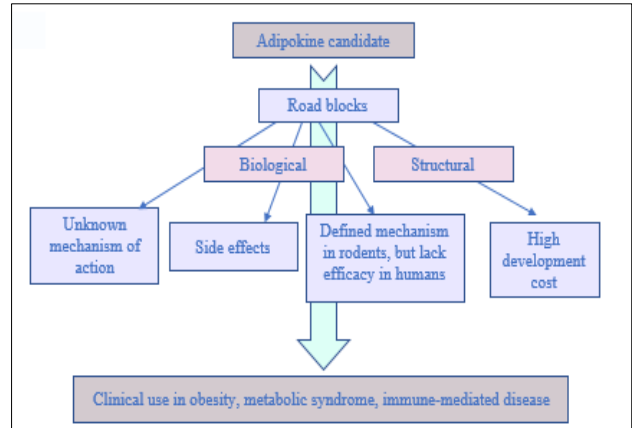 Adipokine candidate
Road blocks
Biological
Structural
Unknown
mechanism of
action
Side effects
Defined mechanism
in rodents, but lack
efficacy in humans
High
development
cost
Clinical use in obesity, metabolic syndrome, immune-mediated disease